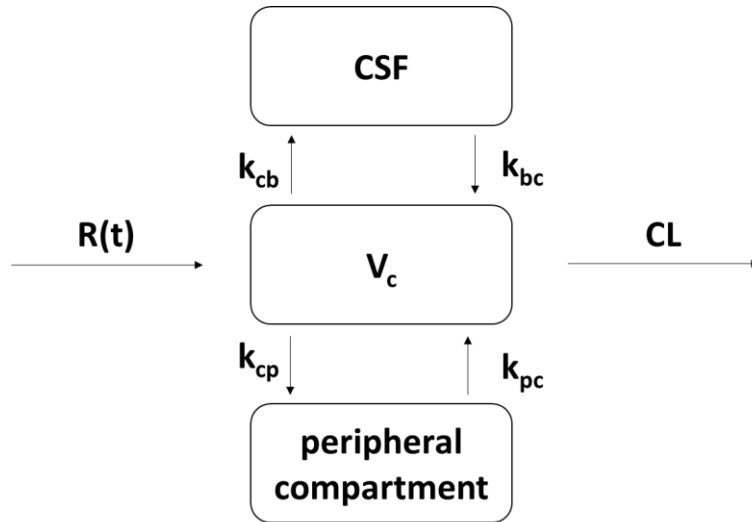 CSF
k_cb
k_bc
R(t)
V_c
CL
k_cp
k_pc
peripheral
compartment